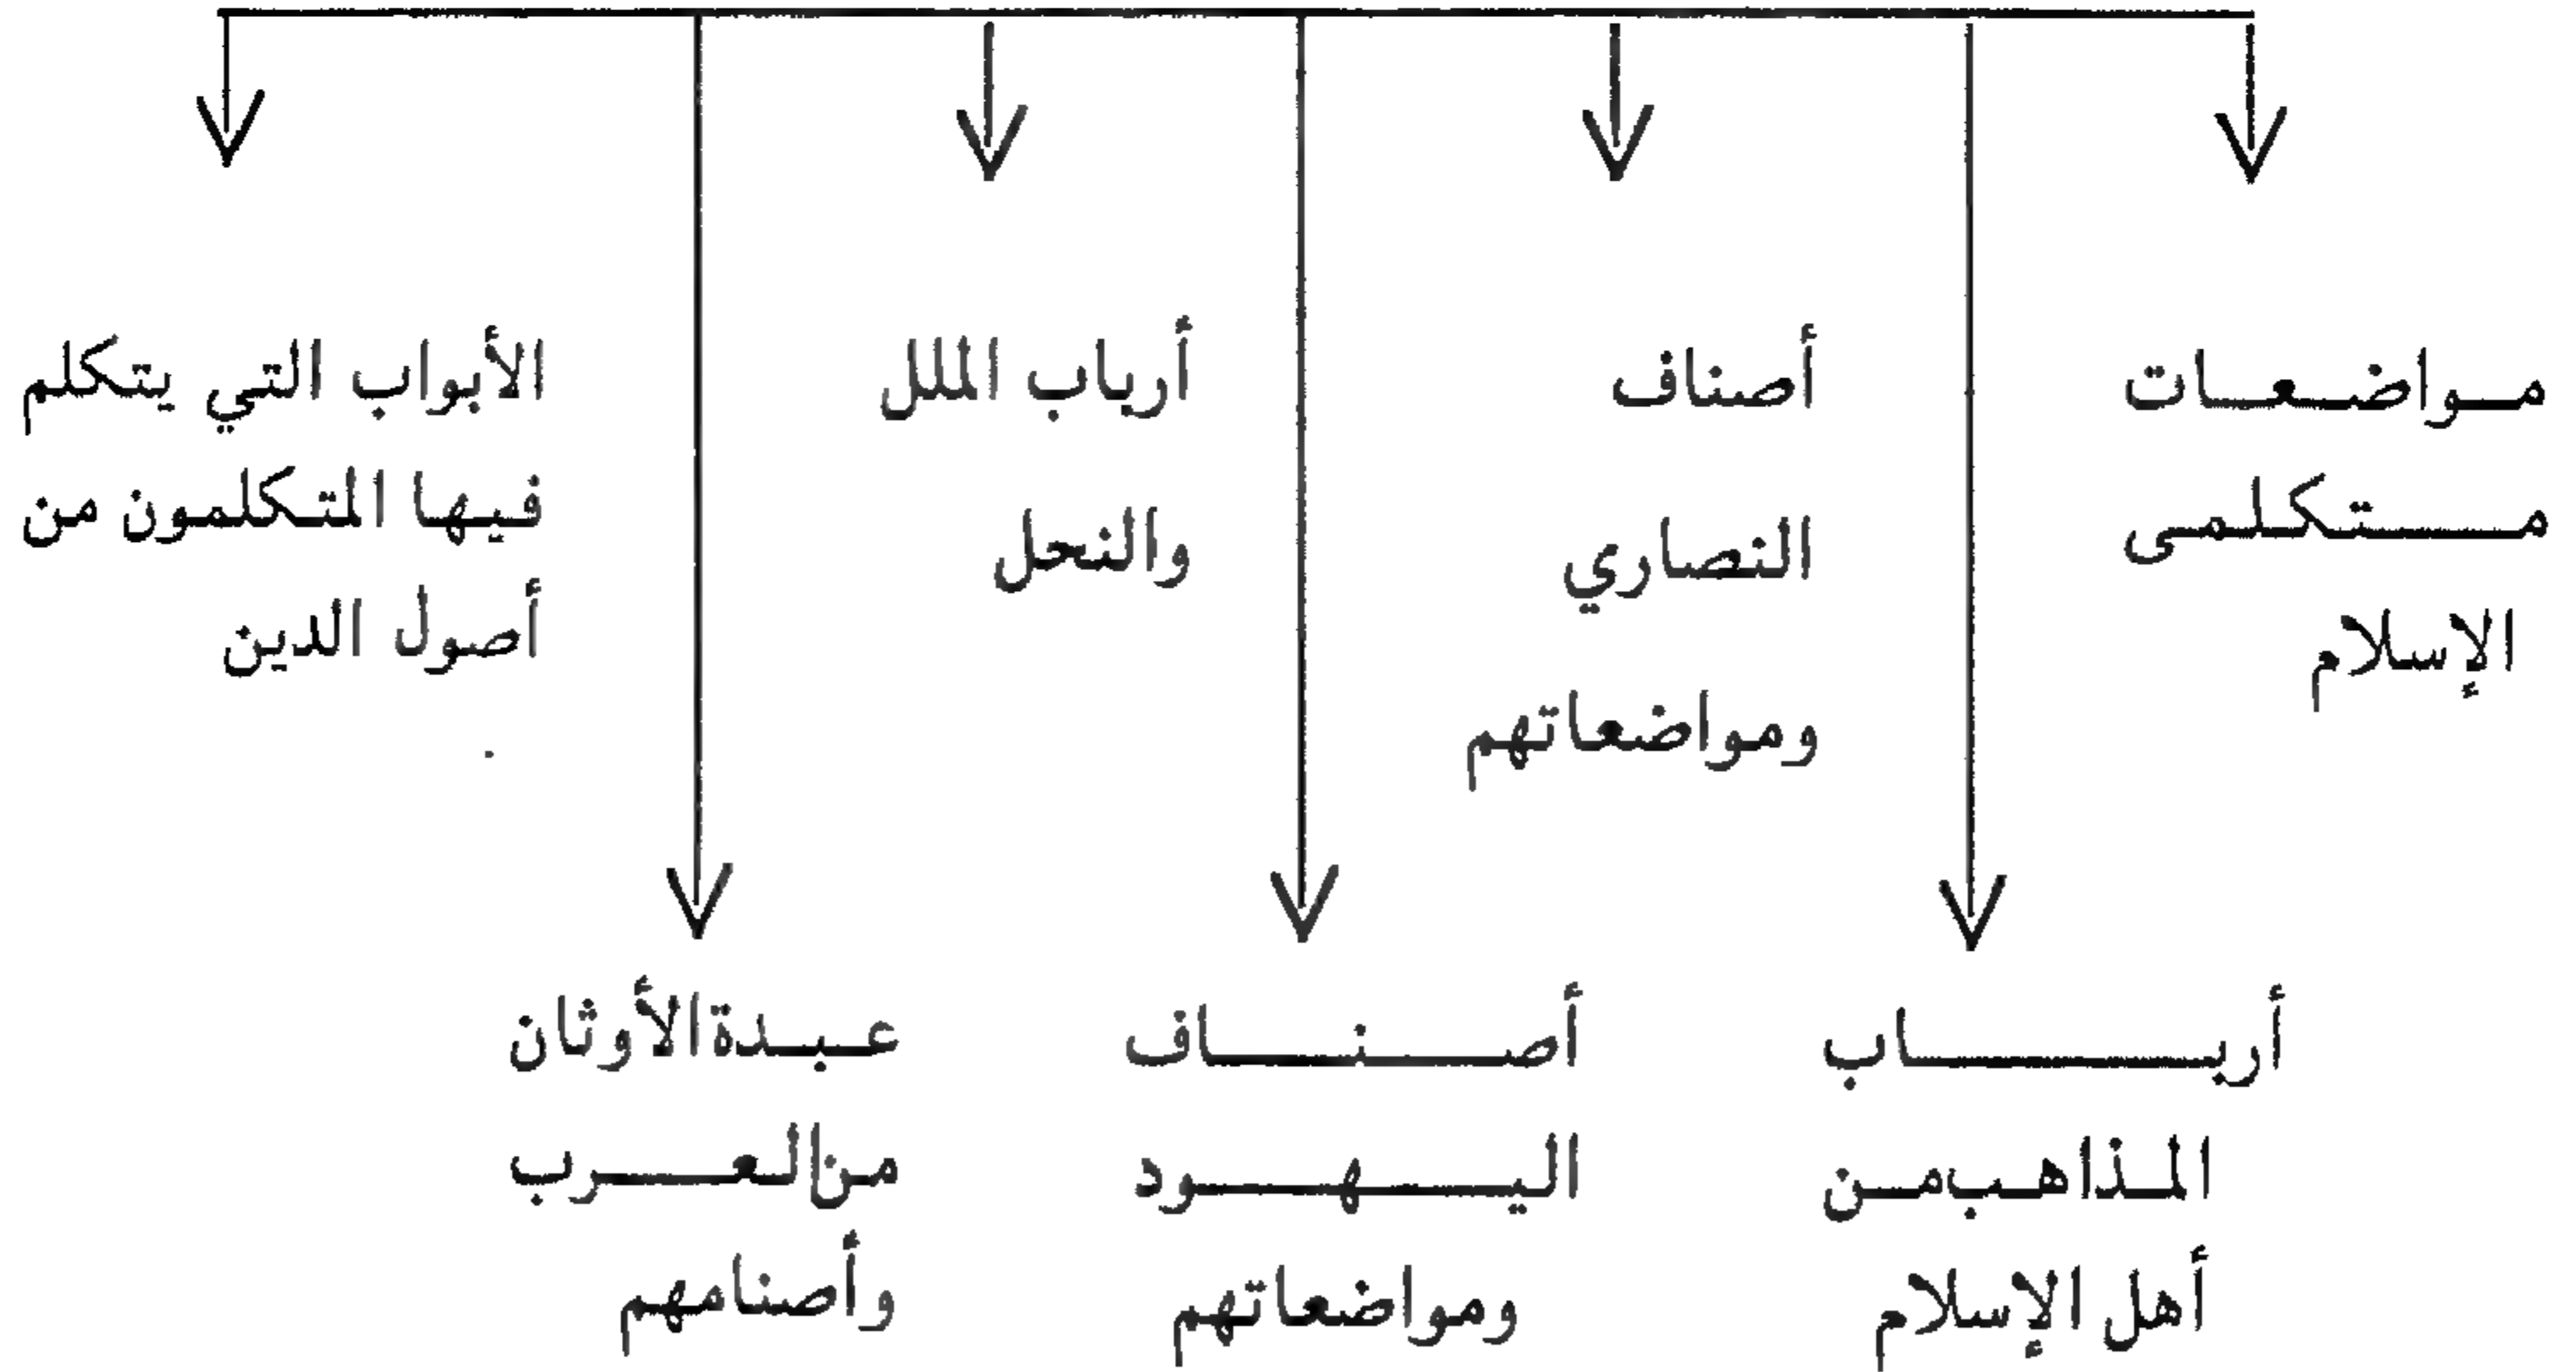 مواضعات
متكلمى
الإسلام
أرباب
المذاهب من
أهل الإسلام
أصناف
النصاري
ومواضعاتهم
أصناف
اليهود
ومواضعاتهم
أرباب الملل
والنحل
عبدة الأوثان
من العرب
وأصنامهم
الأبواب التي يتكلم
فيها المتكلمون من
أصول الدين